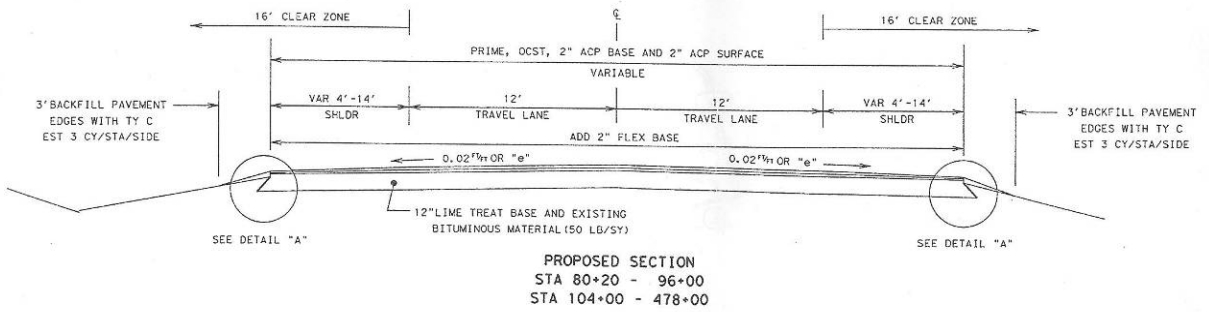 16' CLEAR ZONE
℄
16' CLEAR ZONE
PRIME, OCST, 2" ACP BASE AND 2" ACP SURFACE
VARIABLE
3' BACKFILL PAVEMENT
EDGES WITH TY C
EST 3 CY/STA/SIDE
VAR 4'-14'
SHLDR
12'
TRAVEL LANE
12'
TRAVEL LANE
VAR 4'-14'
SHLDR
3' BACKFILL PAVEMENT
EDGES WITH TY C
EST 3 CY/STA/SIDE
ADD 2" FLEX BASE
0.02 FT/FT OR "e"
0.02 FT/FT OR "e"
12" LIME TREAT BASE AND EXISTING
BITUMINOUS MATERIAL (50 LB/SY)
SEE DETAIL "A"
SEE DETAIL "A"
PROPOSED SECTION
STA 80+20 - 96+00
STA 104+00 - 478+00